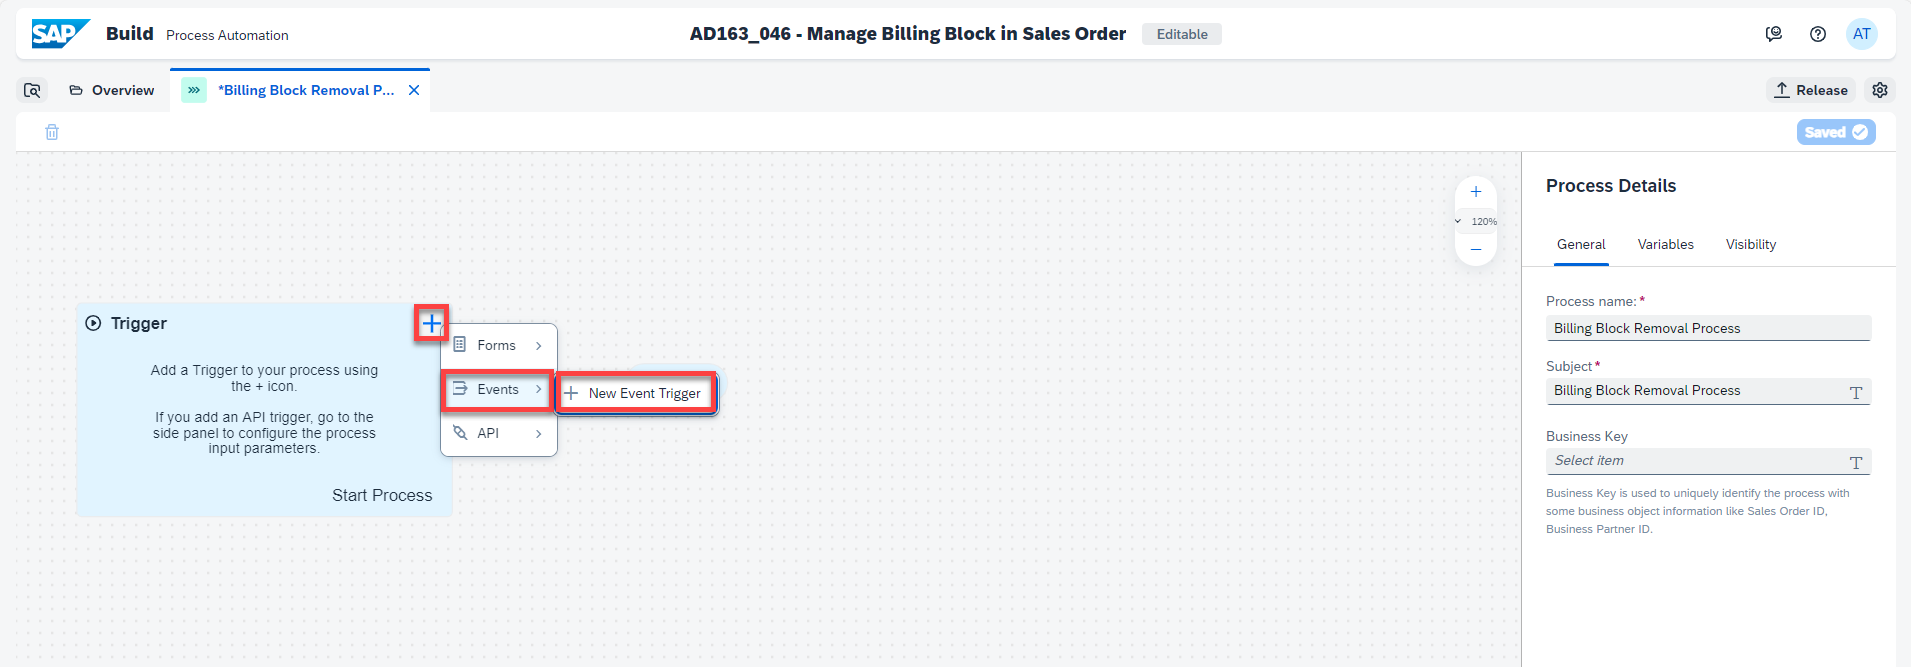 SAP Build Process Automation
AD163_046 - Manage Billing Block in Sales Order Editable
AT
Overview
*Billing Block Removal P...
Release
Saved
120%
Trigger
Add a Trigger to your process using
the + icon.
If you add an API trigger, go to the
side panel to configure the process
input parameters.
Start Process
Forms
Events
New Event Trigger
API
Process Details
General Variables Visibility
Process name: *
Billing Block Removal Process
Subject *
Billing Block Removal Process
Business Key
Select item
Business Key is used to uniquely identify the process with
some business object information like Sales Order ID,
Business Partner ID.